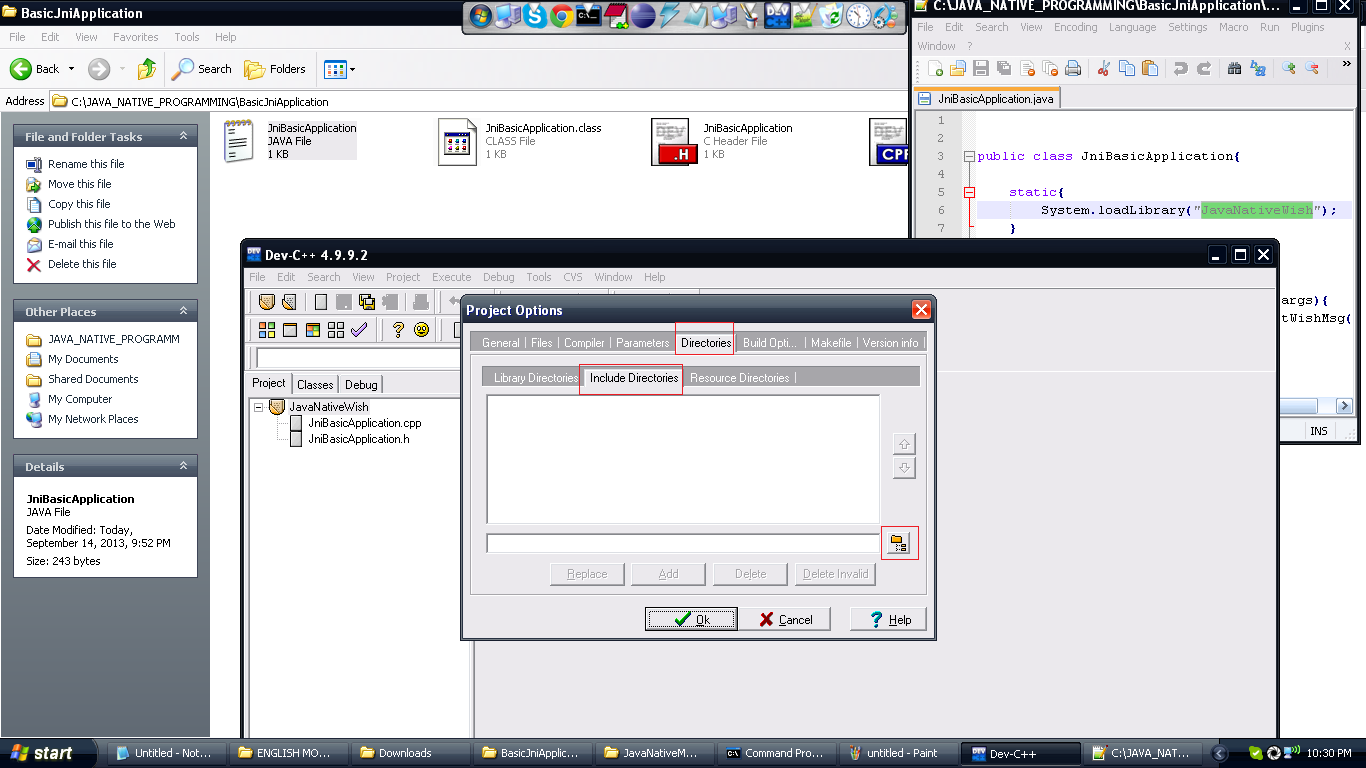 BasicJniApplication
File Edit View Favorites Tools Help
Back Search Folders
Address C:\JAVA_NATIVE_PROGRAMMING\BasicJniApplication
File and Folder Tasks
Rename this file
Move this file
Copy this file
Publish this file to the Web
E-mail this file
Delete this file
Other Places
JAVA_NATIVE_PROGRAMM
My Documents
Shared Documents
My Computer
My Network Places
Details
JniBasicApplication
JAVA File
Date Modified: Today,
September 14, 2013, 9:52 PM
Size: 243 bytes
JniBasicApplication
JAVA File
1 KB
JniBasicApplication.class
CLASS File
1 KB
DEV
.H
JniBasicApplication
C Header File
1 KB
DEV
CPP
C:\JAVA_NATIVE_PROGRAMMING\BasicJniApplication\...
File Edit Search View Encoding Language Settings Macro Run Plugins
Window ? X
JniBasicApplication.java
1
2
3 public class JniBasicApplication{
4
5 static{
6 System.loadLibrary("JavaNativeWish");
7 }
args){
tWishMsg(
INS
Dev-C++ 4.9.9.2
File Edit Search View Project Execute Debug Tools CVS Window Help
Project Classes Debug
JavaNativeWish
JniBasicApplication.cpp
JniBasicApplication.h
Project Options
General Files Compiler Parameters Directories Build Opti... Makefile Version info
Library Directories Include Directories Resource Directories
Replace Add Delete Delete Invalid
Ok Cancel Help
start Untitled - Not... ENGLISH MO... Downloads BasicJniApplic... JavaNativeM... Command Pro... untitled - Paint Dev-C++ C:\JAVA_NAT... 10:30 PM